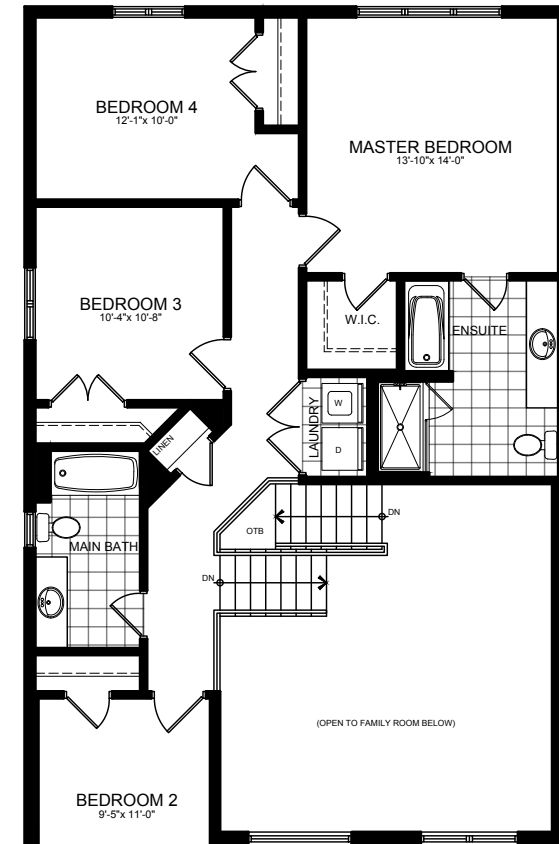 BEDROOM 4
12'-1"x 10'-0"
MASTER BEDROOM
13'-10"x 14'-0"
BEDROOM 3
10'-4"x 10'-8"
W.I.C.
ENSUITE
LAUNDRY
W
D
LINEN
MAIN BATH
OTB
DN
DN
(OPEN TO FAMILY ROOM BELOW)
BEDROOM 2
9'-5"x 11'-0"